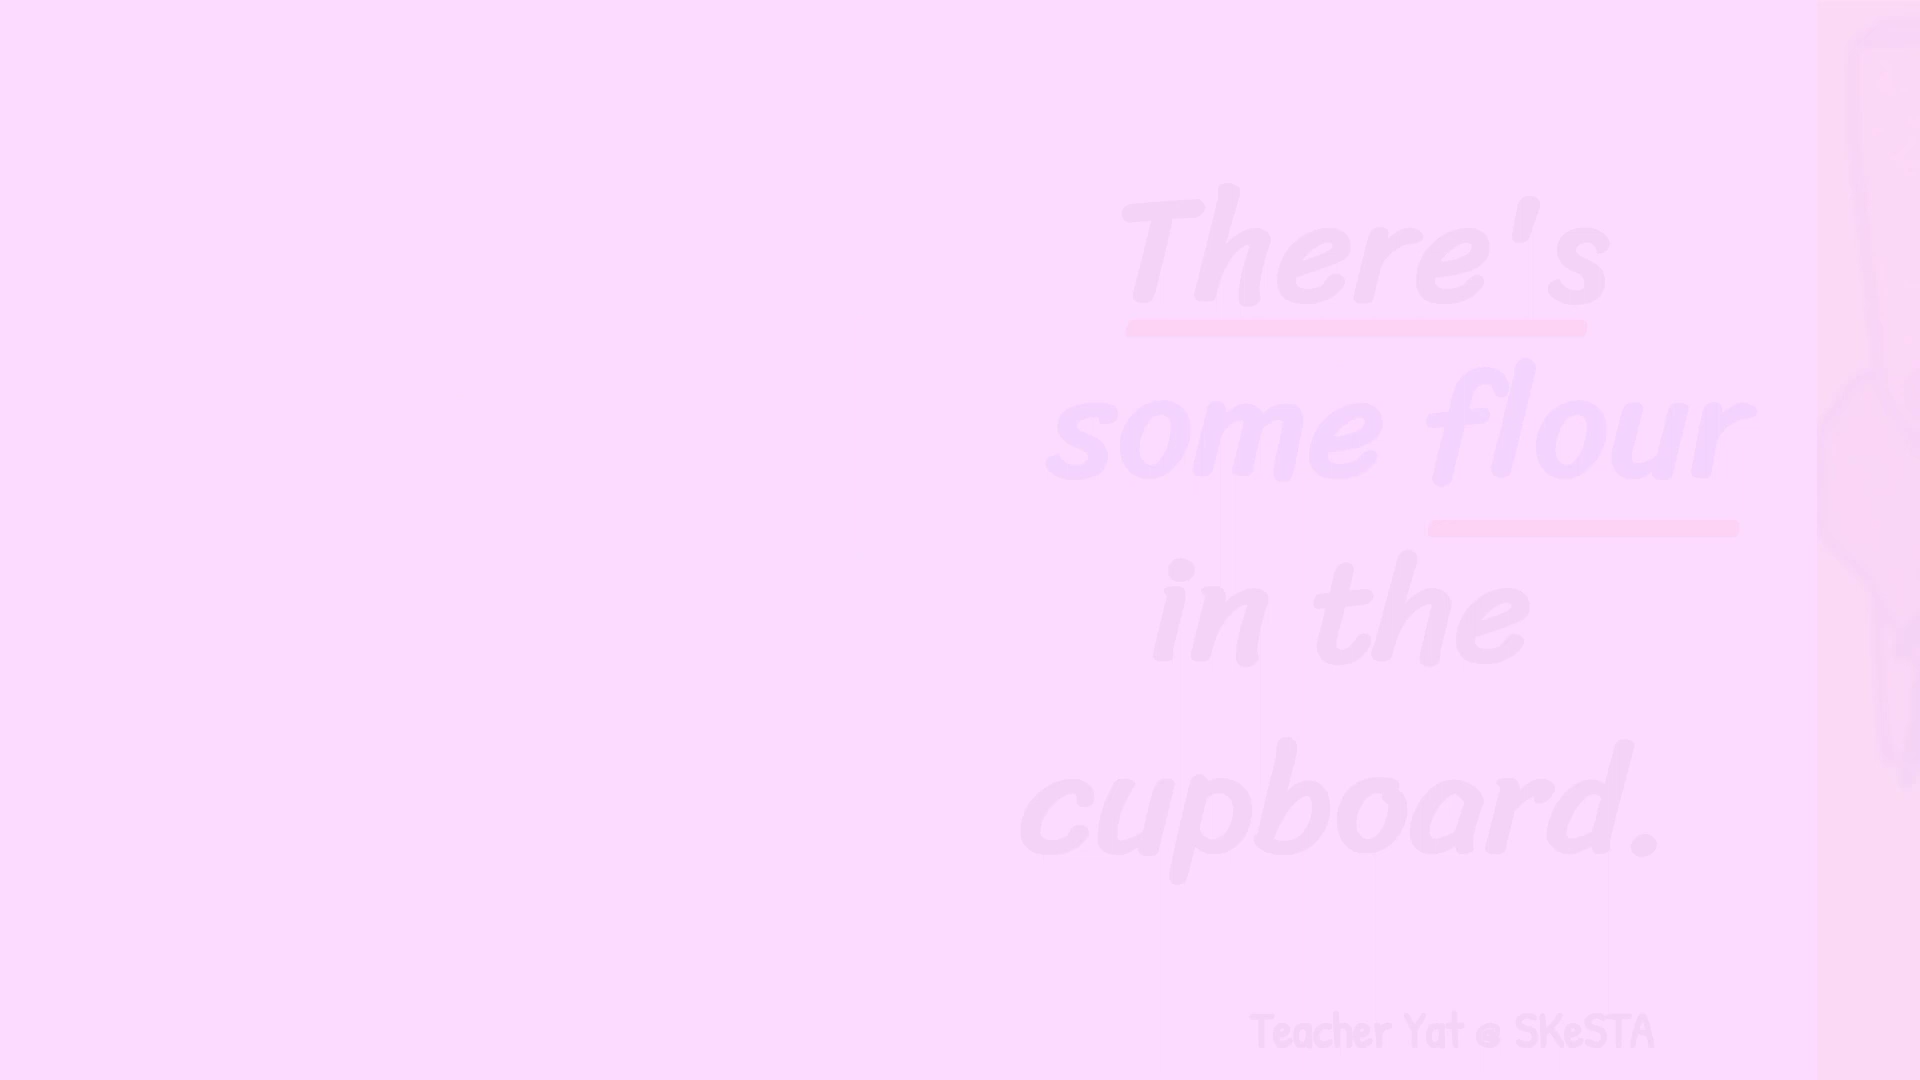 There's
some flour
in the
cupboard.
Teacher Yat @ SKeSTA